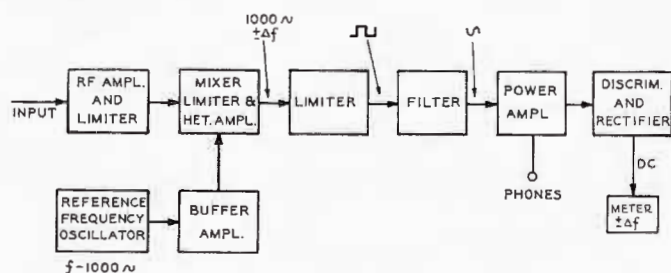 1000~
±Δf
RF AMPL.
AND
LIMITER
MIXER
LIMITER &
HET. AMPL.
LIMITER
FILTER
POWER
AMPL
DISCRIM.
AND
RECTIFIER
INPUT
PHONES
DC
METER
±Δf
REFERENCE
FREQUENCY
OSCILLATOR
BUFFER
AMPL.
f-1000~